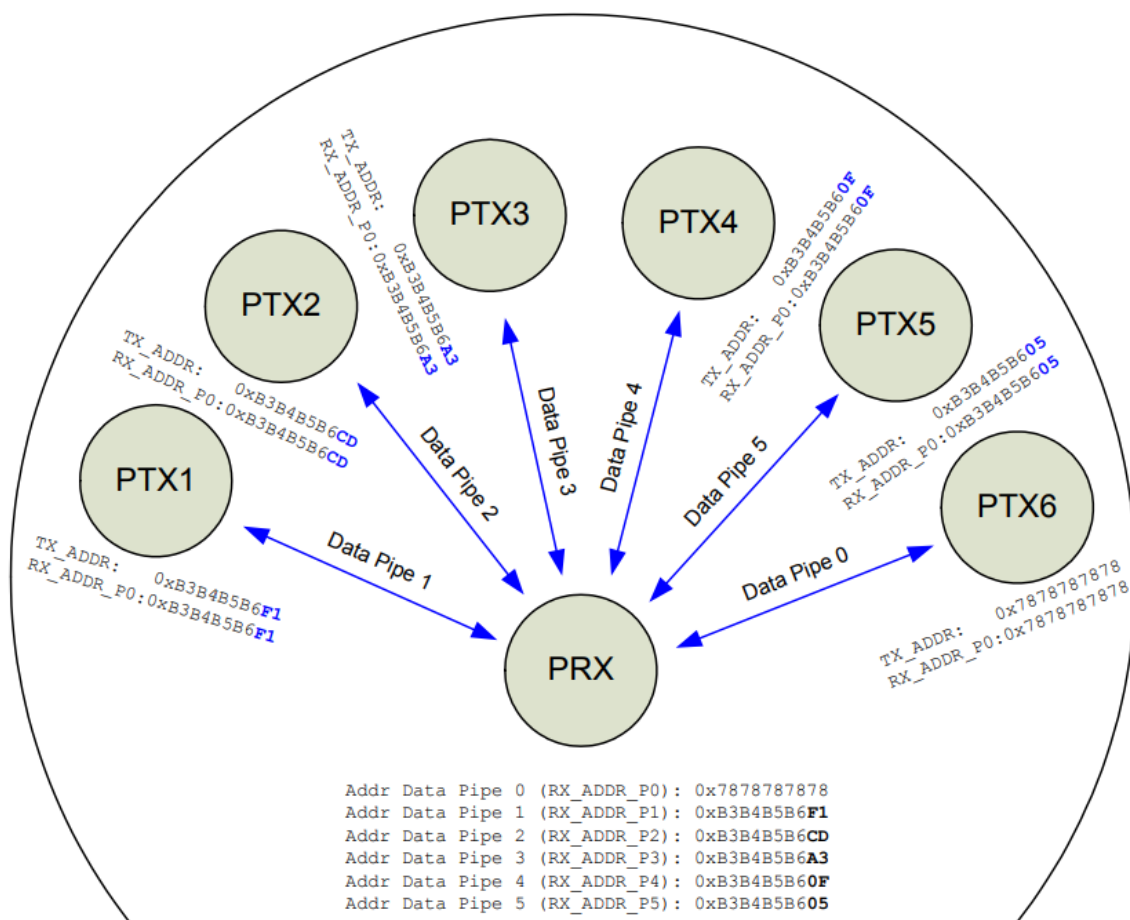 PTX3
PTX4
TX_ADDR: 0xB3B4B5B6A3
RX_ADDR_P0:0xB3B4B5B6A3
TX_ADDR: 0xB3B4B5B60F
RX_ADDR_P0:0xB3B4B5B60F
PTX2
PTX5
TX_ADDR: 0xB3B4B5B6CD
RX_ADDR_P0:0xB3B4B5B6CD
TX_ADDR: 0xB3B4B5B605
RX_ADDR_P0:0xB3B4B5B605
PTX1
PTX6
TX_ADDR: 0xB3B4B5B6F1
RX_ADDR_P0:0xB3B4B5B6F1
TX_ADDR: 0x7878787878
RX_ADDR_P0:0x7878787878
Data Pipe 1
Data Pipe 2
Data Pipe 3
Data Pipe 4
Data Pipe 5
Data Pipe 0
PRX
Addr Data Pipe 0 (RX_ADDR_P0): 0x7878787878
Addr Data Pipe 1 (RX_ADDR_P1): 0xB3B4B5B6F1
Addr Data Pipe 2 (RX_ADDR_P2): 0xB3B4B5B6CD
Addr Data Pipe 3 (RX_ADDR_P3): 0xB3B4B5B6A3
Addr Data Pipe 4 (RX_ADDR_P4): 0xB3B4B5B60F
Addr Data Pipe 5 (RX_ADDR_P5): 0xB3B4B5B605